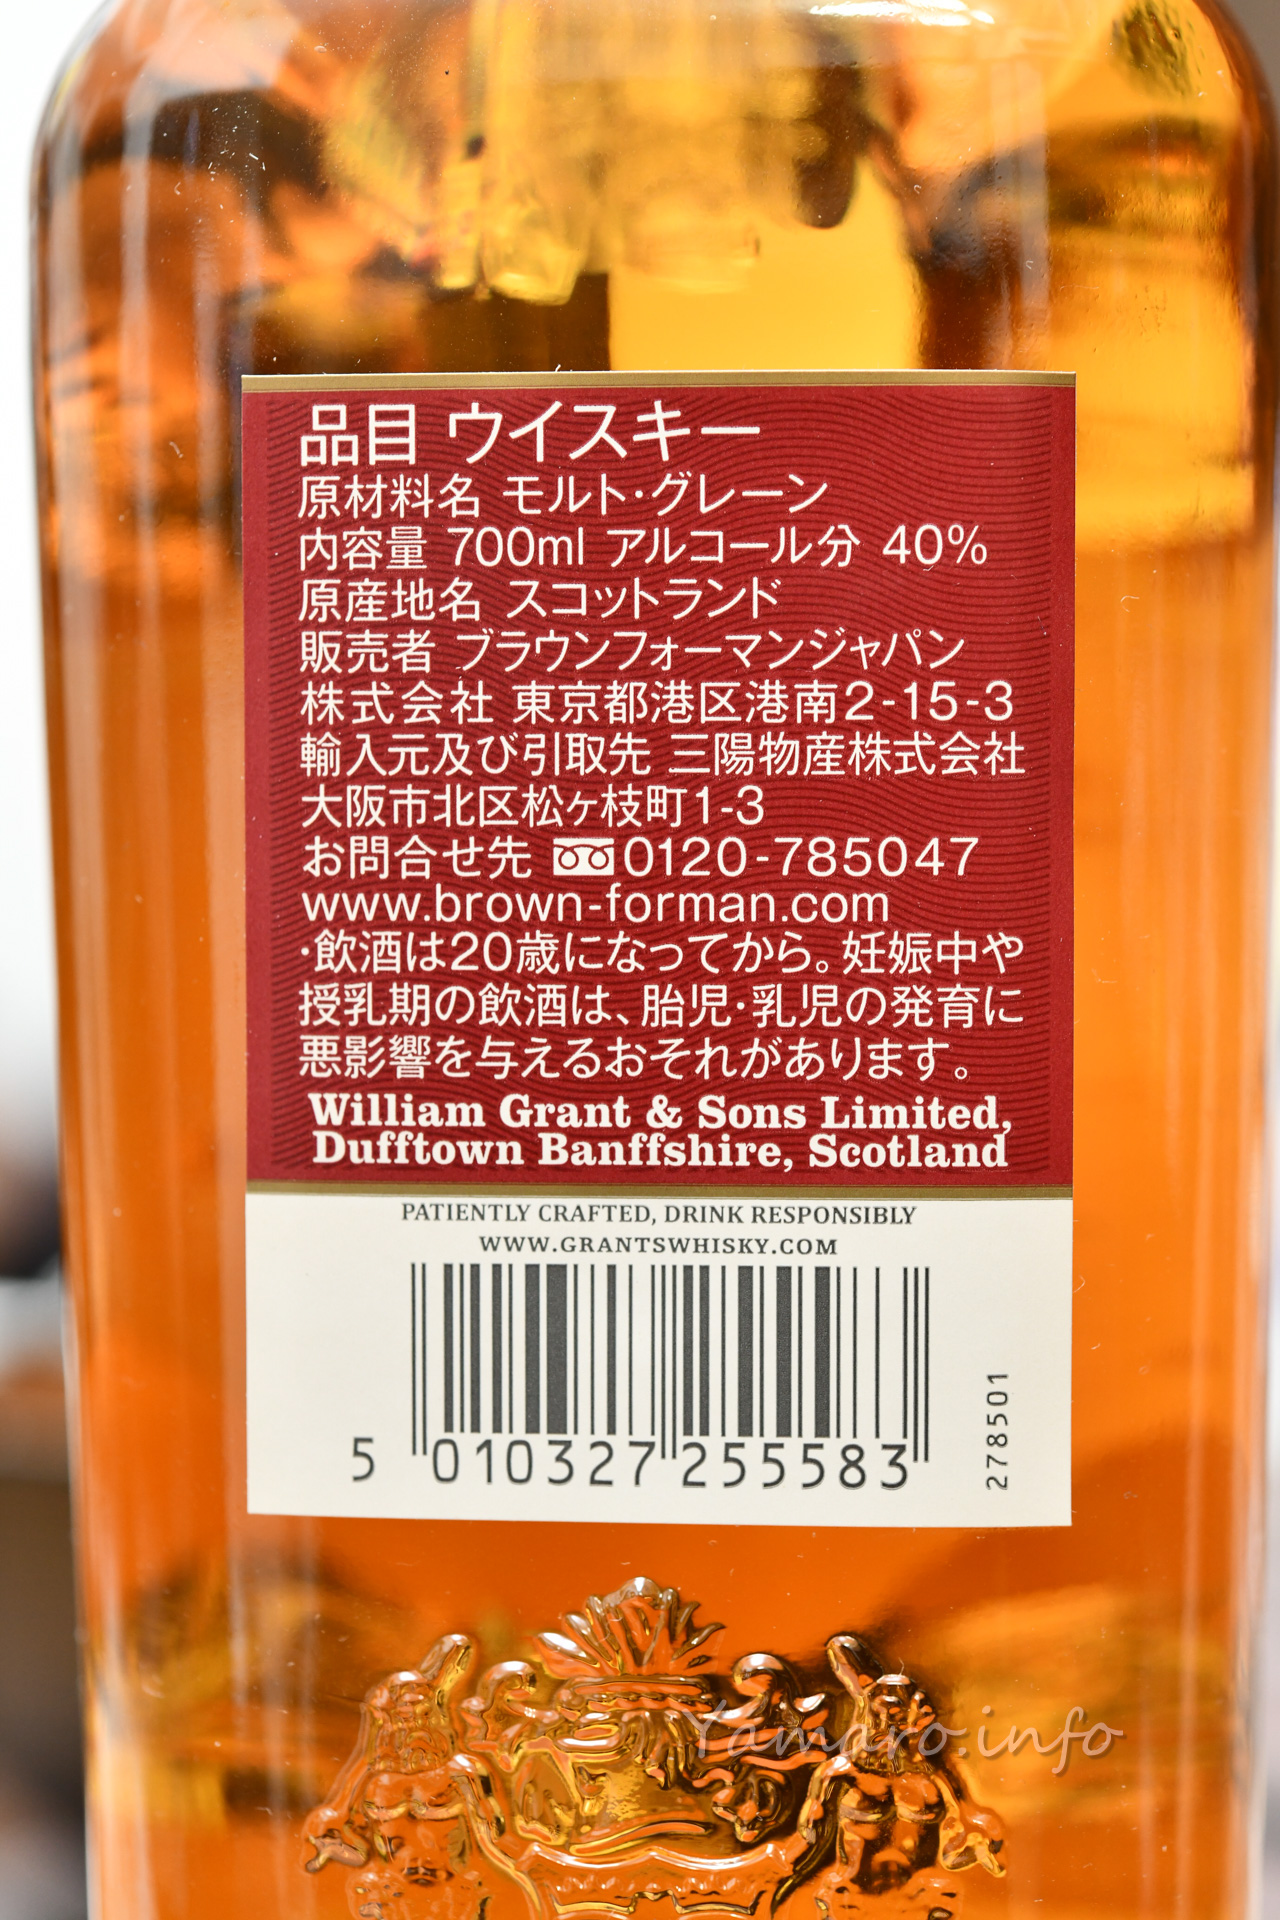 品目 ウイスキー
原材料名 モルト・グレーン
内容量 700ml アルコール分 40%
原産地名 スコットランド
販売者 ブラウンフォーマンジャパン
株式会社 東京都港区港南2-15-3
輸入元及び引取先 三陽物産株式会社
大阪市北区松ヶ枝町1-3
お問合せ先 0120-785047
www.brown-forman.com
・飲酒は20歳になってから。妊娠中や
授乳期の飲酒は、胎児・乳児の発育に
悪影響を与えるおそれがあります。
William Grant & Sons Limited,
Dufftown Banffshire, Scotland
PATIENTLY CRAFTED, DRINK RESPONSIBLY
WWW.GRANTSWHISKY.COM
5 010327 255583
278501
Yamaro.info